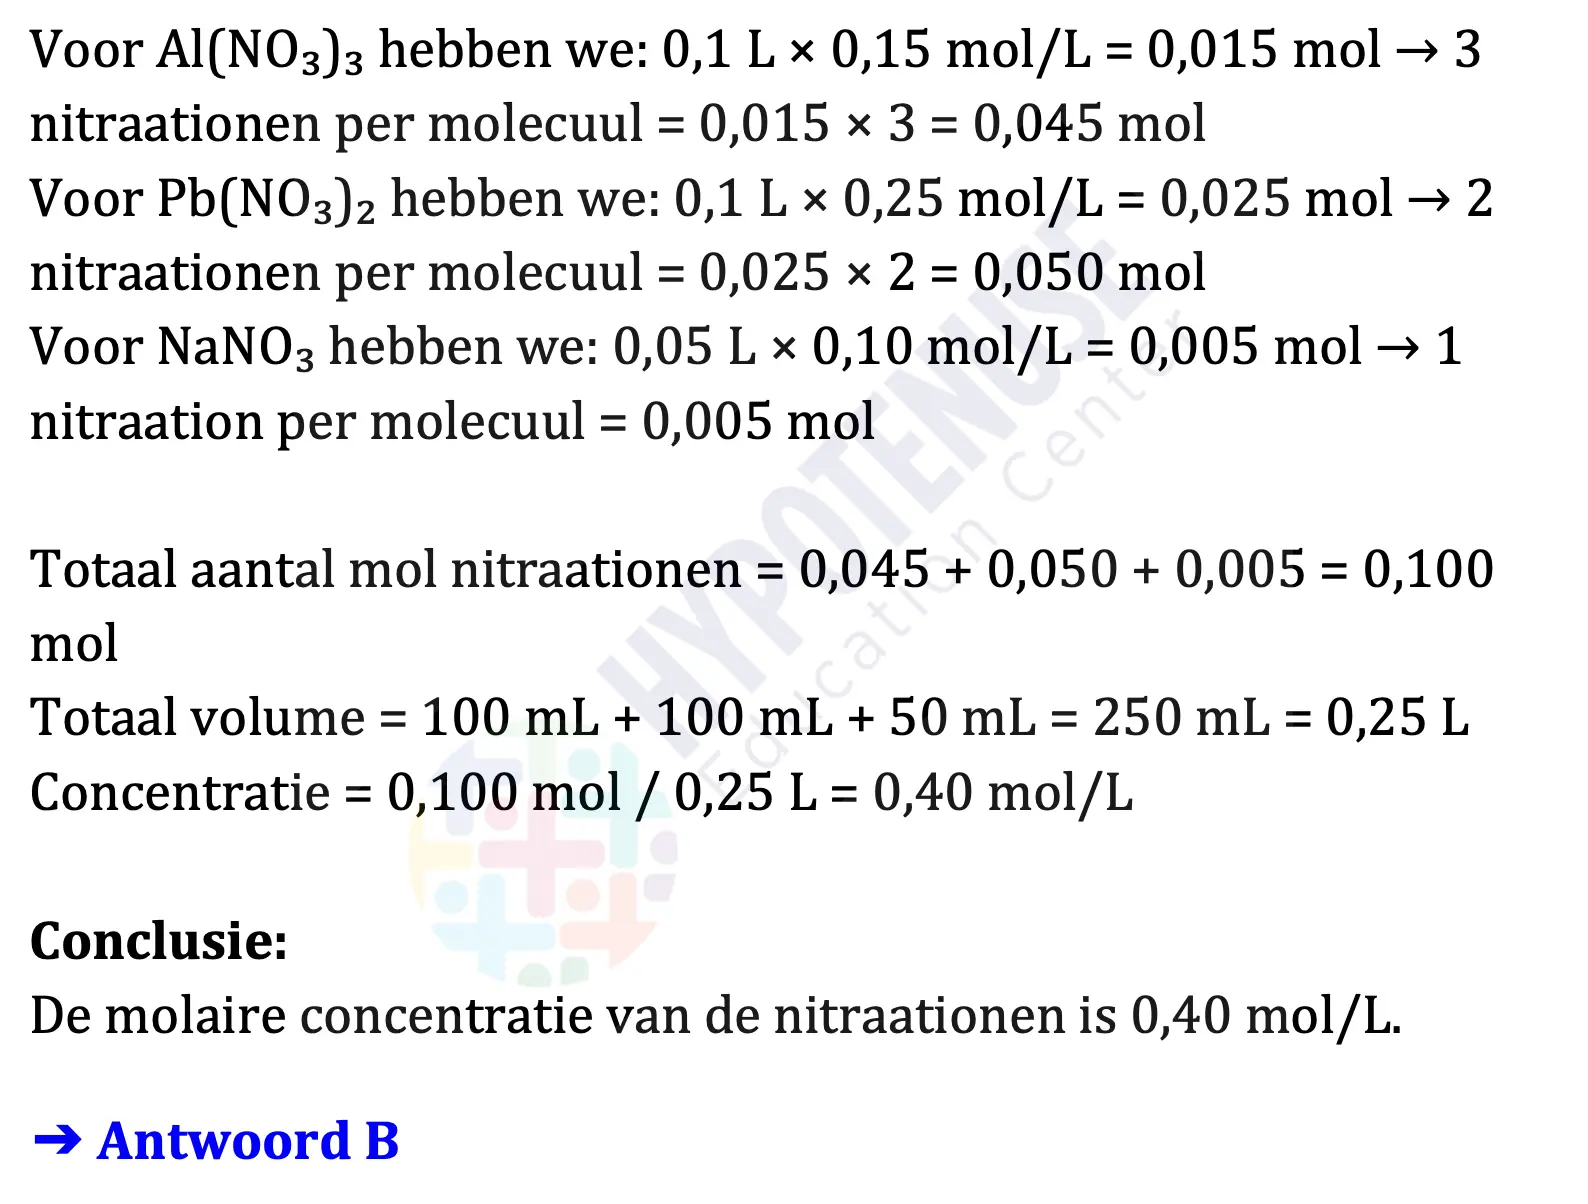 Voor Al(NO₃)₃ hebben we: 0,1 L × 0,15 mol/L = 0,015 mol → 3
nitraationen per molecuul = 0,015 × 3 = 0,045 mol
Voor Pb(NO₃)₂ hebben we: 0,1 L × 0,25 mol/L = 0,025 mol → 2
nitraationen per molecuul = 0,025 × 2 = 0,050 mol
Voor NaNO₃ hebben we: 0,05 L × 0,10 mol/L = 0,005 mol → 1
nitraation per molecuul = 0,005 mol
Totaal aantal mol nitraationen = 0,045 + 0,050 + 0,005 = 0,100
mol
Totaal volume = 100 mL + 100 mL + 50 mL = 250 mL = 0,25 L
Concentratie = 0,100 mol / 0,25 L = 0,40 mol/L
Conclusie:
De molaire concentratie van de nitraationen is 0,40 mol/L.
➔ Antwoord B
HYPOTENUSE
Education Center